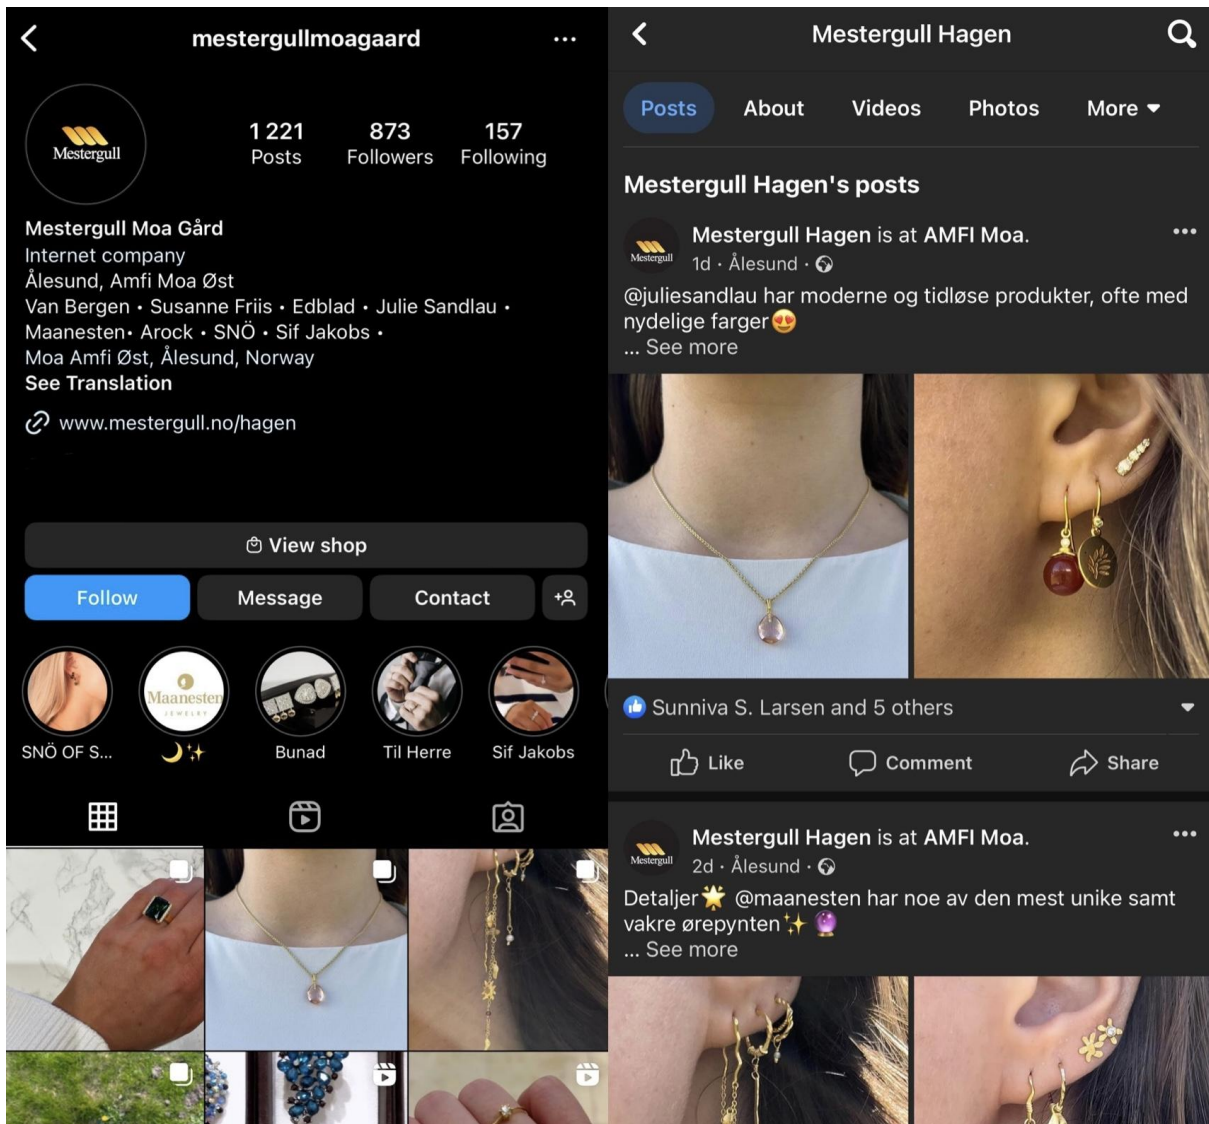 mestergullmoagaard
Mestergull
1 221
Posts
873
Followers
157
Following
Mestergull Moa Gård
Internet company
Ålesund, Amfi Moa Øst
Van Bergen • Susanne Friis • Edblad • Julie Sandlau •
Maanesten• Arock • SNÖ • Sif Jakobs •
Moa Amfi Øst, Ålesund, Norway
See Translation
www.mestergull.no/hagen
View shop
Follow
Message
Contact
Maanesten
JEWELRY
SNÖ OF S...
🌙✨
Bunad
Til Herre
Sif Jakobs
Mestergull Hagen
Posts
About
Videos
Photos
More
Mestergull Hagen's posts
Mestergull
Mestergull Hagen is at AMFI Moa.
1d · Ålesund ·
@juliesandlau har moderne og tidløse produkter, ofte med
nydelige farger😍
... See more
Sunniva S. Larsen and 5 others
Like
Comment
Share
Mestergull
Mestergull Hagen is at AMFI Moa.
2d · Ålesund ·
Detaljer🌟 @maanesten har noe av den mest unike samt
vakre ørepynten✨ 🔮
... See more